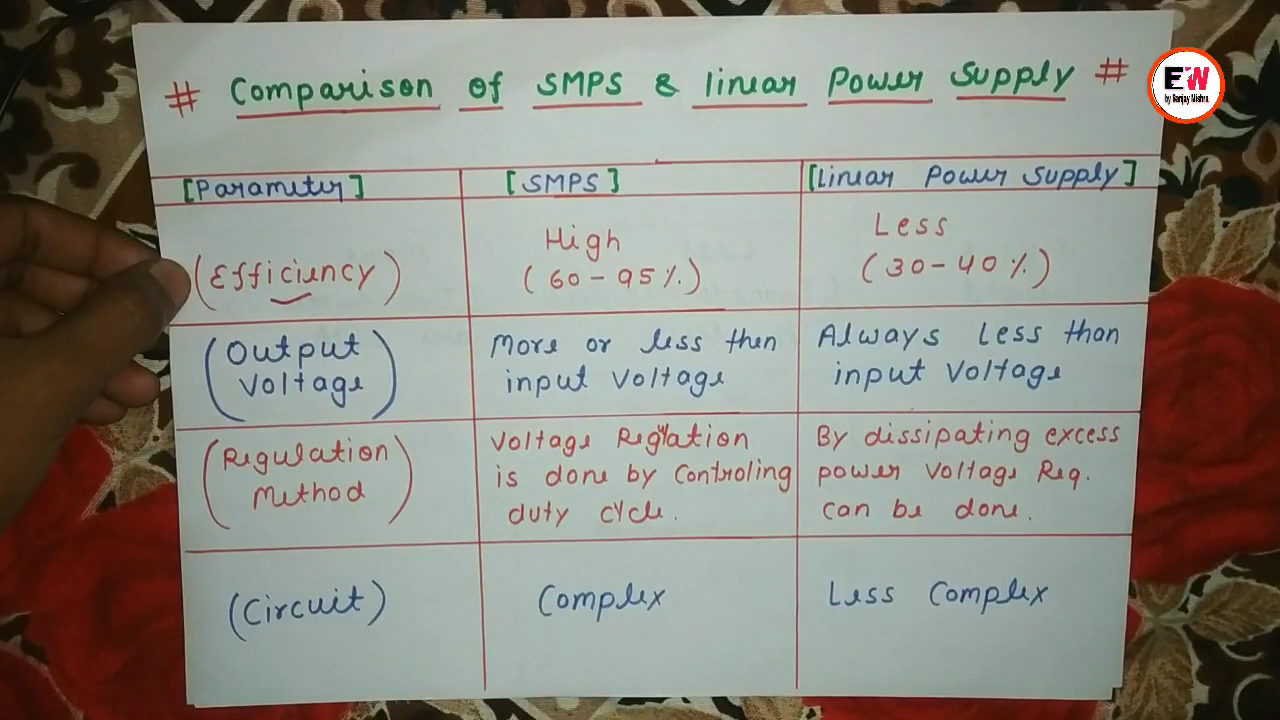 # Comparison of SMPS & linear Power Supply #
EW
by Sanjay Mishra
[Parameter]
[SMPS]
[Linear Power Supply]
(Efficiency)
High
(60-95%)
Less
(30-40%)
(Output
Voltage)
More or less then
input Voltage
Always Less than
input Voltage
(Regulation
Method)
Voltage Regulation
is done by Controling
duty cycle.
By dissipating excess
power Voltage Reg.
can be done.
(Circuit)
Complex
Less Complex